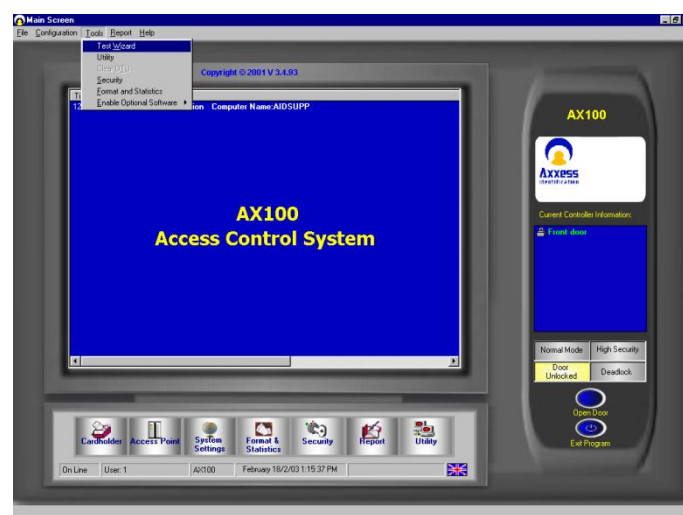 Main Screen
File Configuration Tools Report Help
Test Wizard
Utility
Clear DTU
Security
Format and Statistics
Enable Optional Software
Copyright © 2001 V 3.4.93
Computer Name:AIDSUPP
AX100
Access Control System
AX100
Axxess
Identification
Current Controller Information:
Front door
Normal Mode High Security
Door Unlocked Deadlock
Open Door
Exit Program
Cardholder Access Point System Settings Format & Statistics Security Report Utility
On Line User: 1 AX100 February 18/2/03 1:15:37 PM